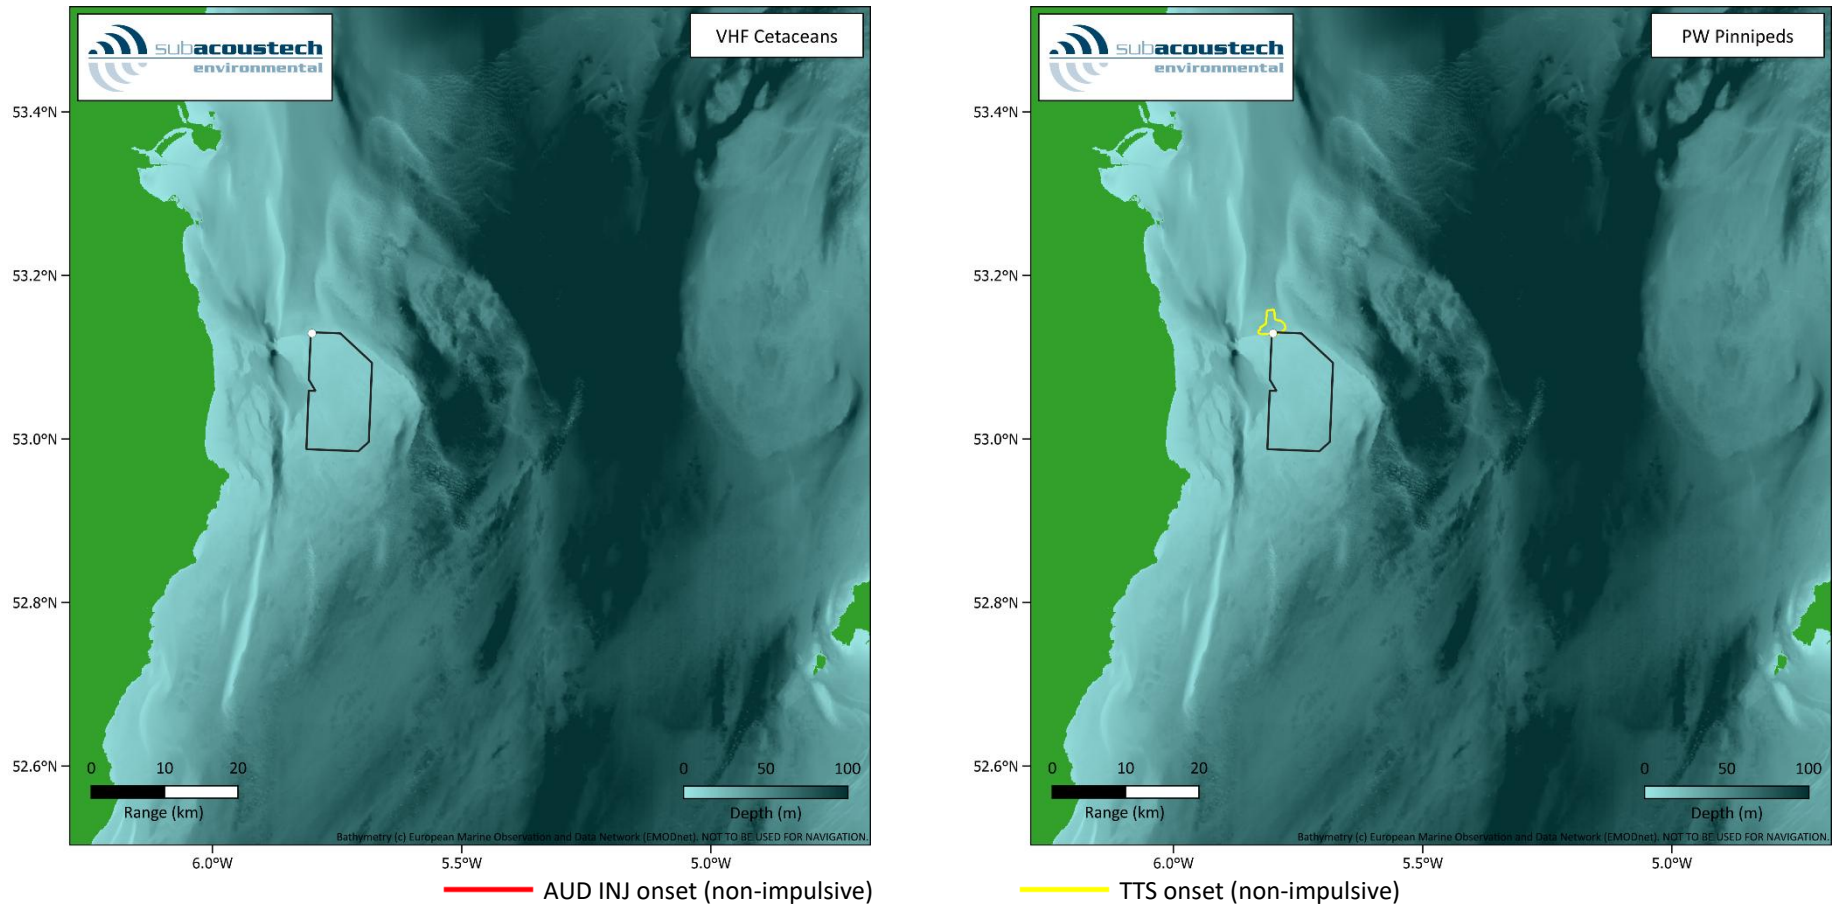 subacoustech
environmental
VHF Cetaceans
53.4°N
53.2°N
53.0°N
52.8°N
52.6°N
0 10 20
Range (km)
0 50 100
Depth (m)
Bathymetry (c) European Marine Observation and Data Network (EMODnet). NOT TO BE USED FOR NAVIGATION.
6.0°W 5.5°W 5.0°W
subacoustech
environmental
PW Pinnipeds
53.4°N
53.2°N
53.0°N
52.8°N
52.6°N
0 10 20
Range (km)
0 50 100
Depth (m)
Bathymetry (c) European Marine Observation and Data Network (EMODnet). NOT TO BE USED FOR NAVIGATION.
6.0°W 5.5°W 5.0°W
AUD INJ onset (non-impulsive)
TTS onset (non-impulsive)